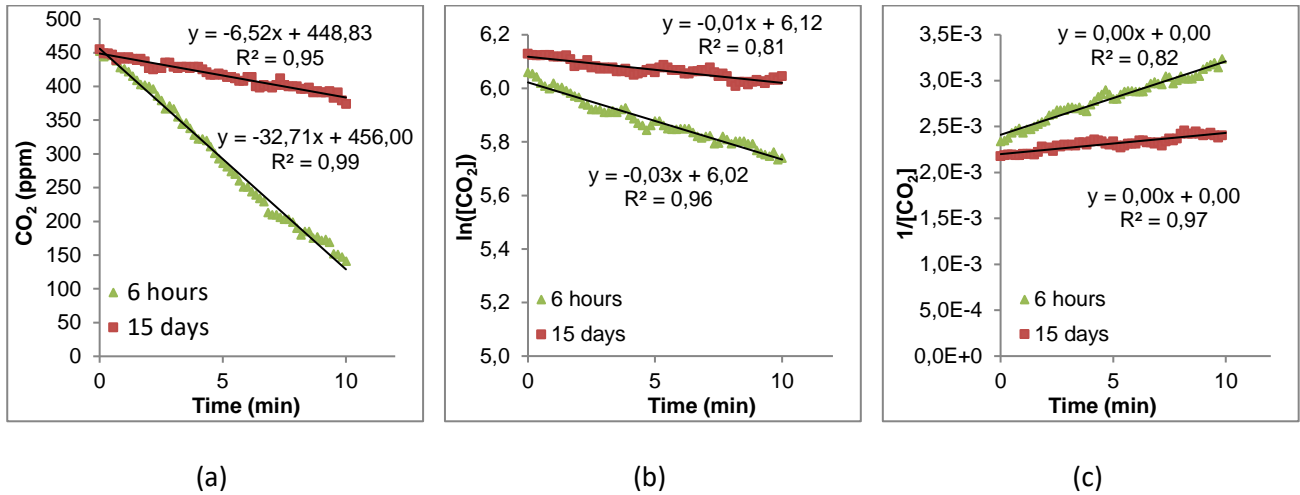 y = -6,52x + 448,83
R² = 0,95
y = -32,71x + 456,00
R² = 0,99
CO₂ (ppm)
500
450
400
350
300
250
200
150
100
50
0
6 hours
15 days
0
5
10
Time (min)
(a)
y = -0,01x + 6,12
R² = 0,81
y = -0,03x + 6,02
R² = 0,96
ln([CO₂])
6,2
6,0
5,8
5,6
5,4
5,2
5,0
6 hours
15 days
0
5
10
Time (min)
(b)
y = 0,00x + 0,00
R² = 0,82
y = 0,00x + 0,00
R² = 0,97
1/[CO₂]
3,5E-3
3,0E-3
2,5E-3
2,0E-3
1,5E-3
1,0E-3
5,0E-4
0,0E+0
6 hours
15 days
0
5
10
Time (min)
(c)